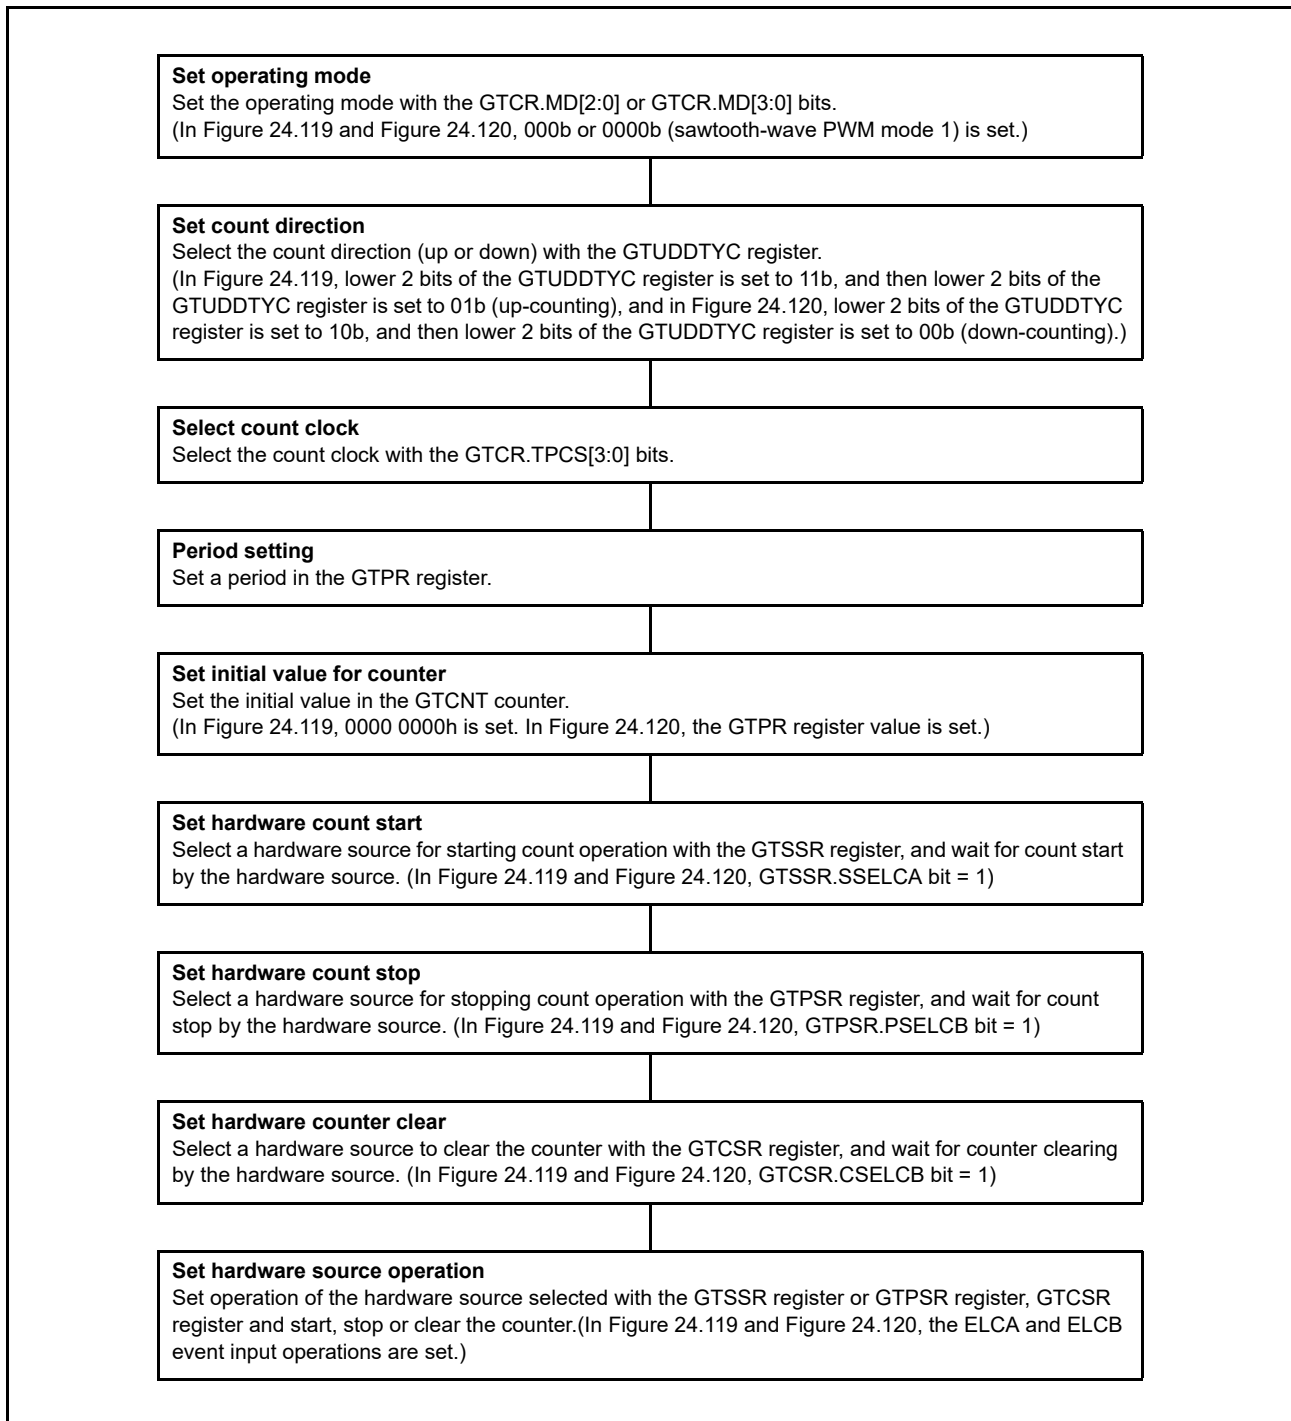 Set operating mode
Set the operating mode with the GTCR.MD[2:0] or GTCR.MD[3:0] bits.
(In Figure 24.119 and Figure 24.120, 000b or 0000b (sawtooth-wave PWM mode 1) is set.)
Set count direction
Select the count direction (up or down) with the GTUDDTYC register.
(In Figure 24.119, lower 2 bits of the GTUDDTYC register is set to 11b, and then lower 2 bits of the
GTUDDTYC register is set to 01b (up-counting), and in Figure 24.120, lower 2 bits of the GTUDDTYC
register is set to 10b, and then lower 2 bits of the GTUDDTYC register is set to 00b (down-counting).)
Select count clock
Select the count clock with the GTCR.TPCS[3:0] bits.
Period setting
Set a period in the GTPR register.
Set initial value for counter
Set the initial value in the GTCNT counter.
(In Figure 24.119, 0000 0000h is set. In Figure 24.120, the GTPR register value is set.)
Set hardware count start
Select a hardware source for starting count operation with the GTSSR register, and wait for count start
by the hardware source. (In Figure 24.119 and Figure 24.120, GTSSR.SSELCA bit = 1)
Set hardware count stop
Select a hardware source for stopping count operation with the GTPSR register, and wait for count
stop by the hardware source. (In Figure 24.119 and Figure 24.120, GTPSR.PSELCB bit = 1)
Set hardware counter clear
Select a hardware source to clear the counter with the GTCSR register, and wait for counter clearing
by the hardware source. (In Figure 24.119 and Figure 24.120, GTCSR.CSELCB bit = 1)
Set hardware source operation
Set operation of the hardware source selected with the GTSSR register or GTPSR register, GTCSR
register and start, stop or clear the counter.(In Figure 24.119 and Figure 24.120, the ELCA and ELCB
event input operations are set.)